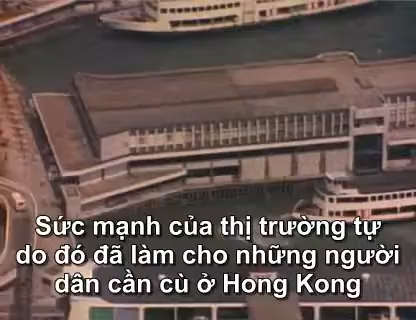 Sức mạnh của thị trường tự
do đó đã làm cho những người
dân cần cù ở Hong Kong